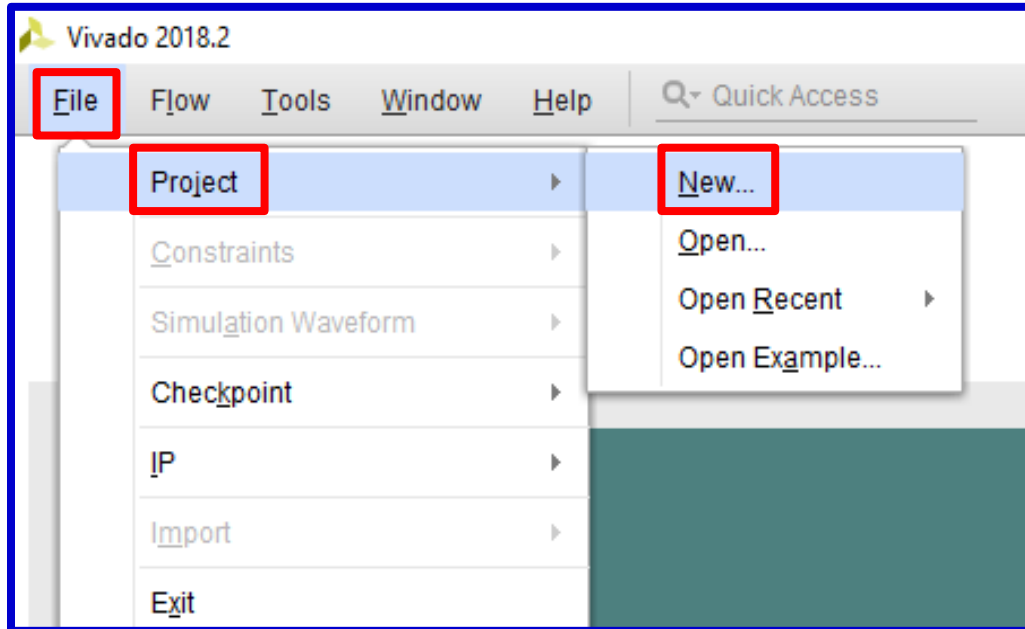 Vivado 2018.2
File Flow Tools Window Help Quick Access
Project
Constraints
Simulation Waveform
Checkpoint
IP
Import
Exit
New...
Open...
Open Recent
Open Example...